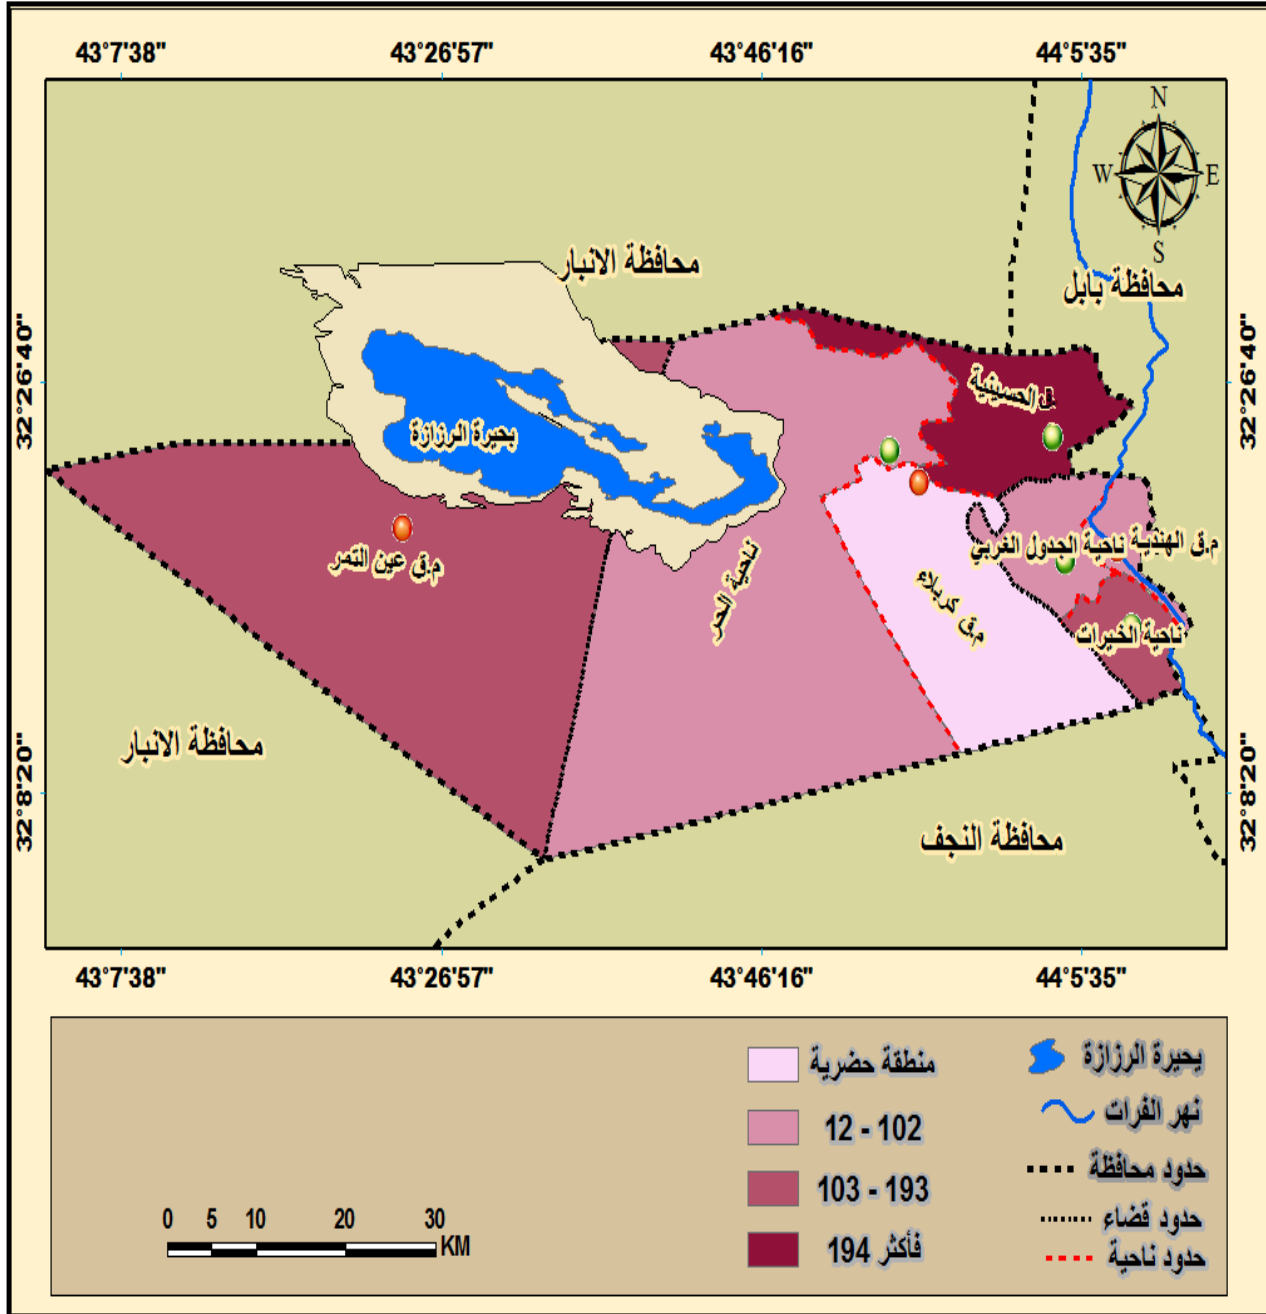 43°7'38" 43°26'57" 43°46'16" 44°5'35"
N
W E
S
محافظة الانبار
محافظة بابل
32°26'40"
32°26'40"
الحسينية
بحيرة الرزازة
م.ق الهندية
ناحية الجدول الغربي
م.ق عين التمر
ناحية الحر
م.ق كربلاء
ناحية الخيرات
محافظة الانبار
محافظة النجف
32°8'20"
32°8'20"
43°7'38" 43°26'57" 43°46'16" 44°5'35"
بحيرة الرزازة
نهر الفرات
حدود محافظة
حدود قضاء
حدود ناحية
منطقة حضرية
12 - 102
103 - 193
194 فأكثر
0 5 10 20 30
KM